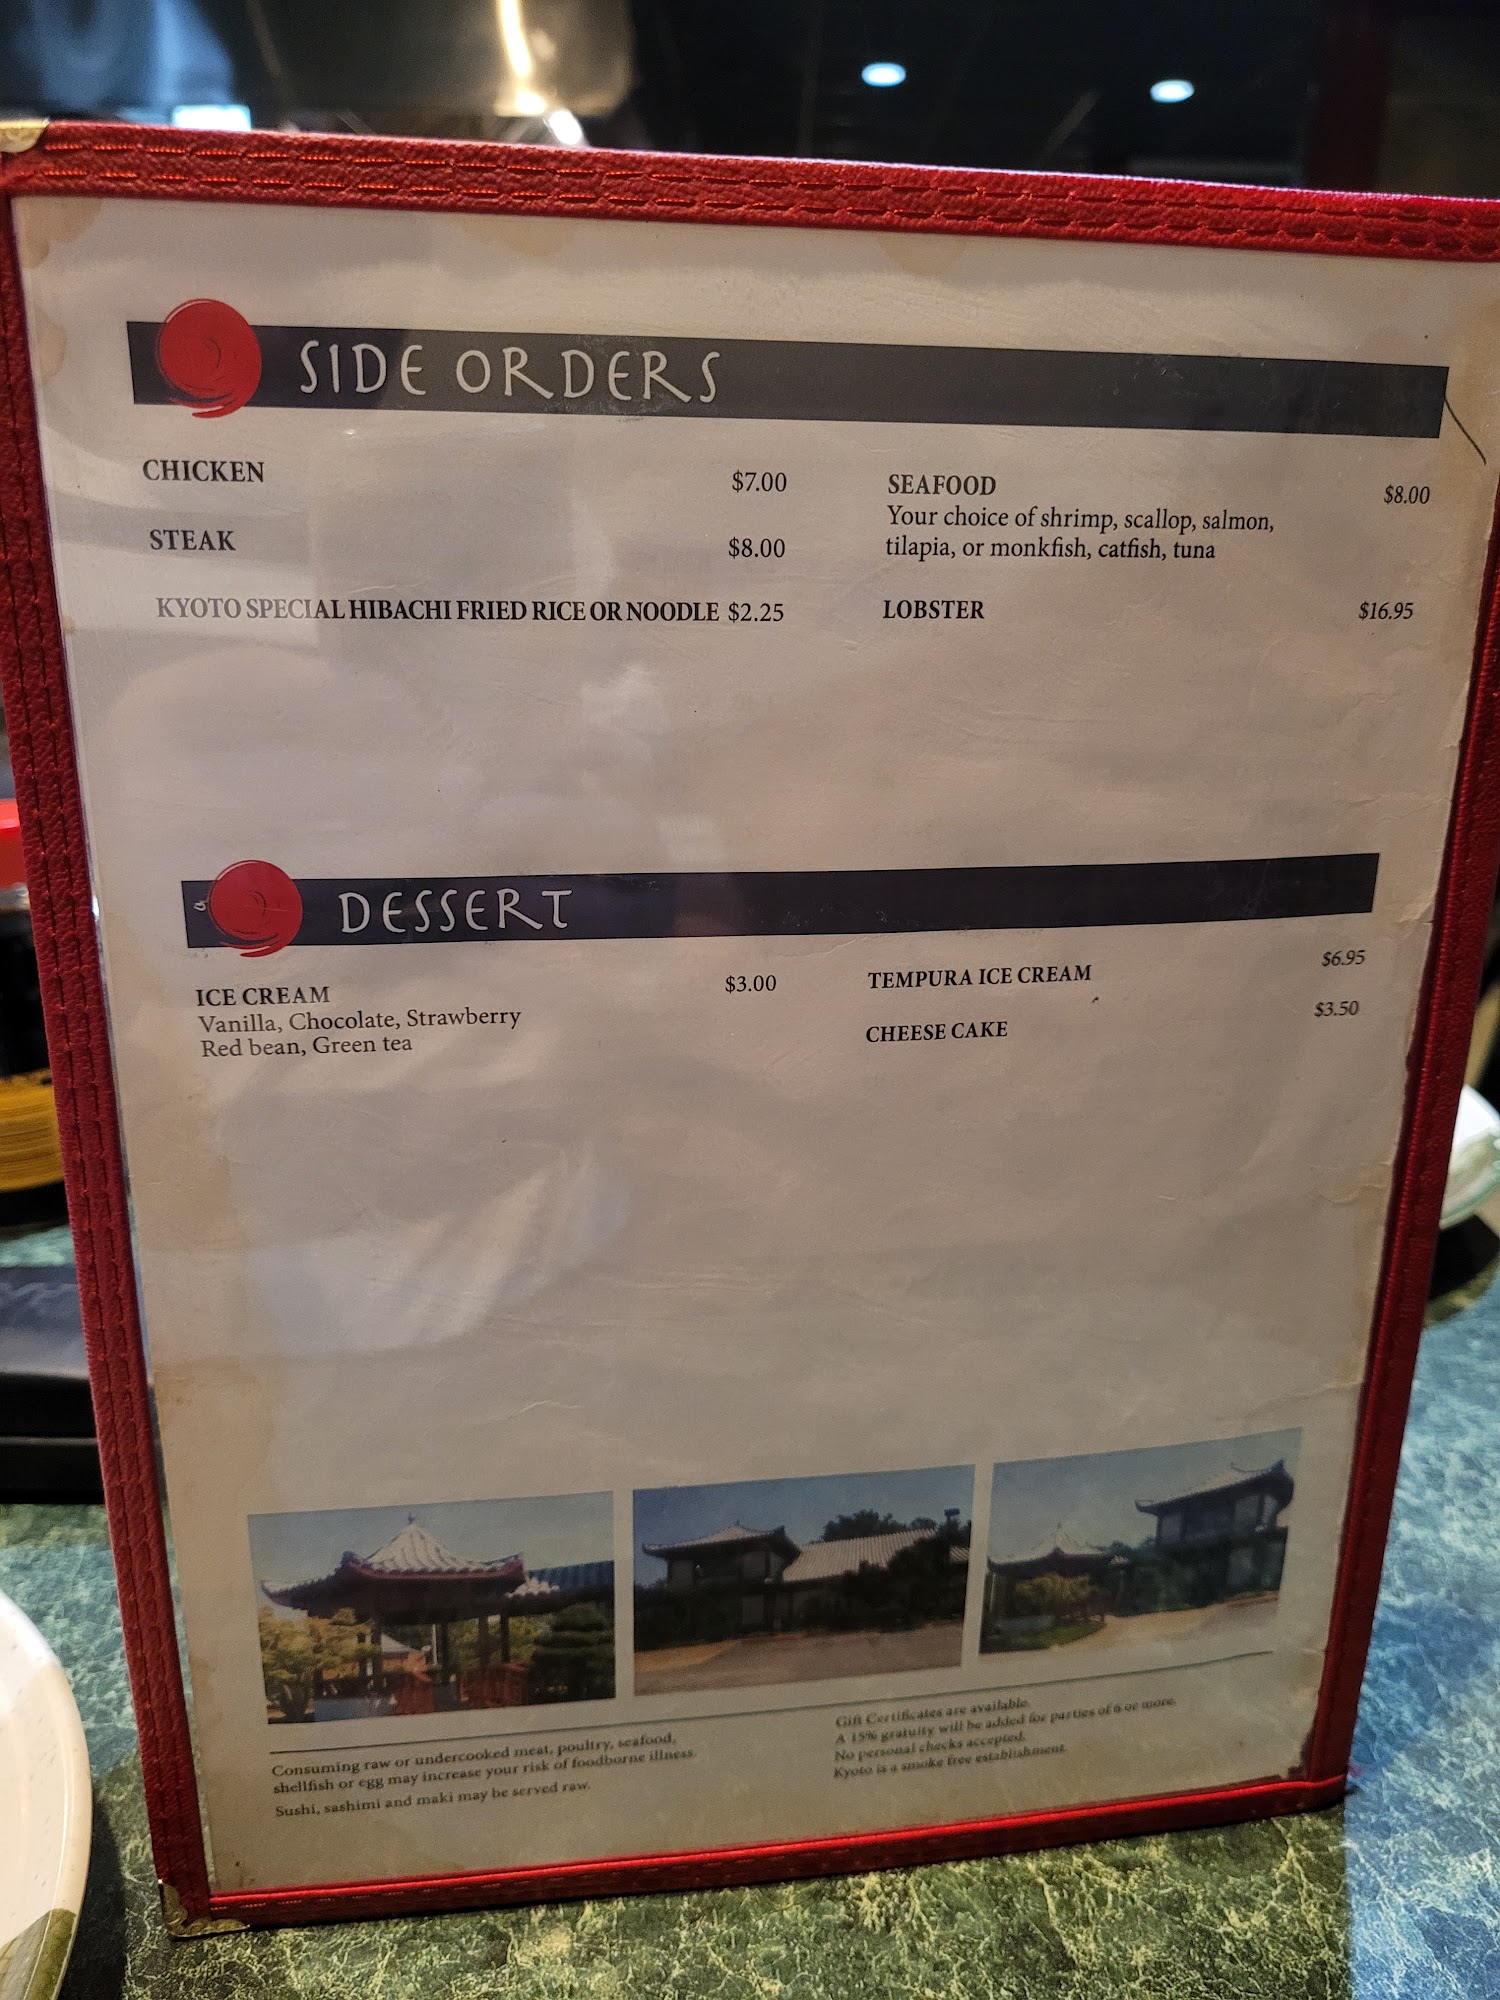 SIDE ORDERS
CHICKEN $7.00
STEAK $8.00
KYOTO SPECIAL HIBACHI FRIED RICE OR NOODLE $2.25
SEAFOOD $8.00
Your choice of shrimp, scallop, salmon,
tilapia, or monkfish, catfish, tuna
LOBSTER $16.95
DESSERT
ICE CREAM $3.00
Vanilla, Chocolate, Strawberry
Red bean, Green tea
TEMPURA ICE CREAM $6.95
CHEESE CAKE $3.50
Consuming raw or undercooked meat, poultry, seafood,
shellfish or egg may increase your risk of foodborne illness.
Sushi, sashimi and maki may be served raw.
Gift Certificates are available.
A 15% gratuity will be added for parties of 6 or more.
No personal checks accepted.
Kyoto is a smoke free establishment.